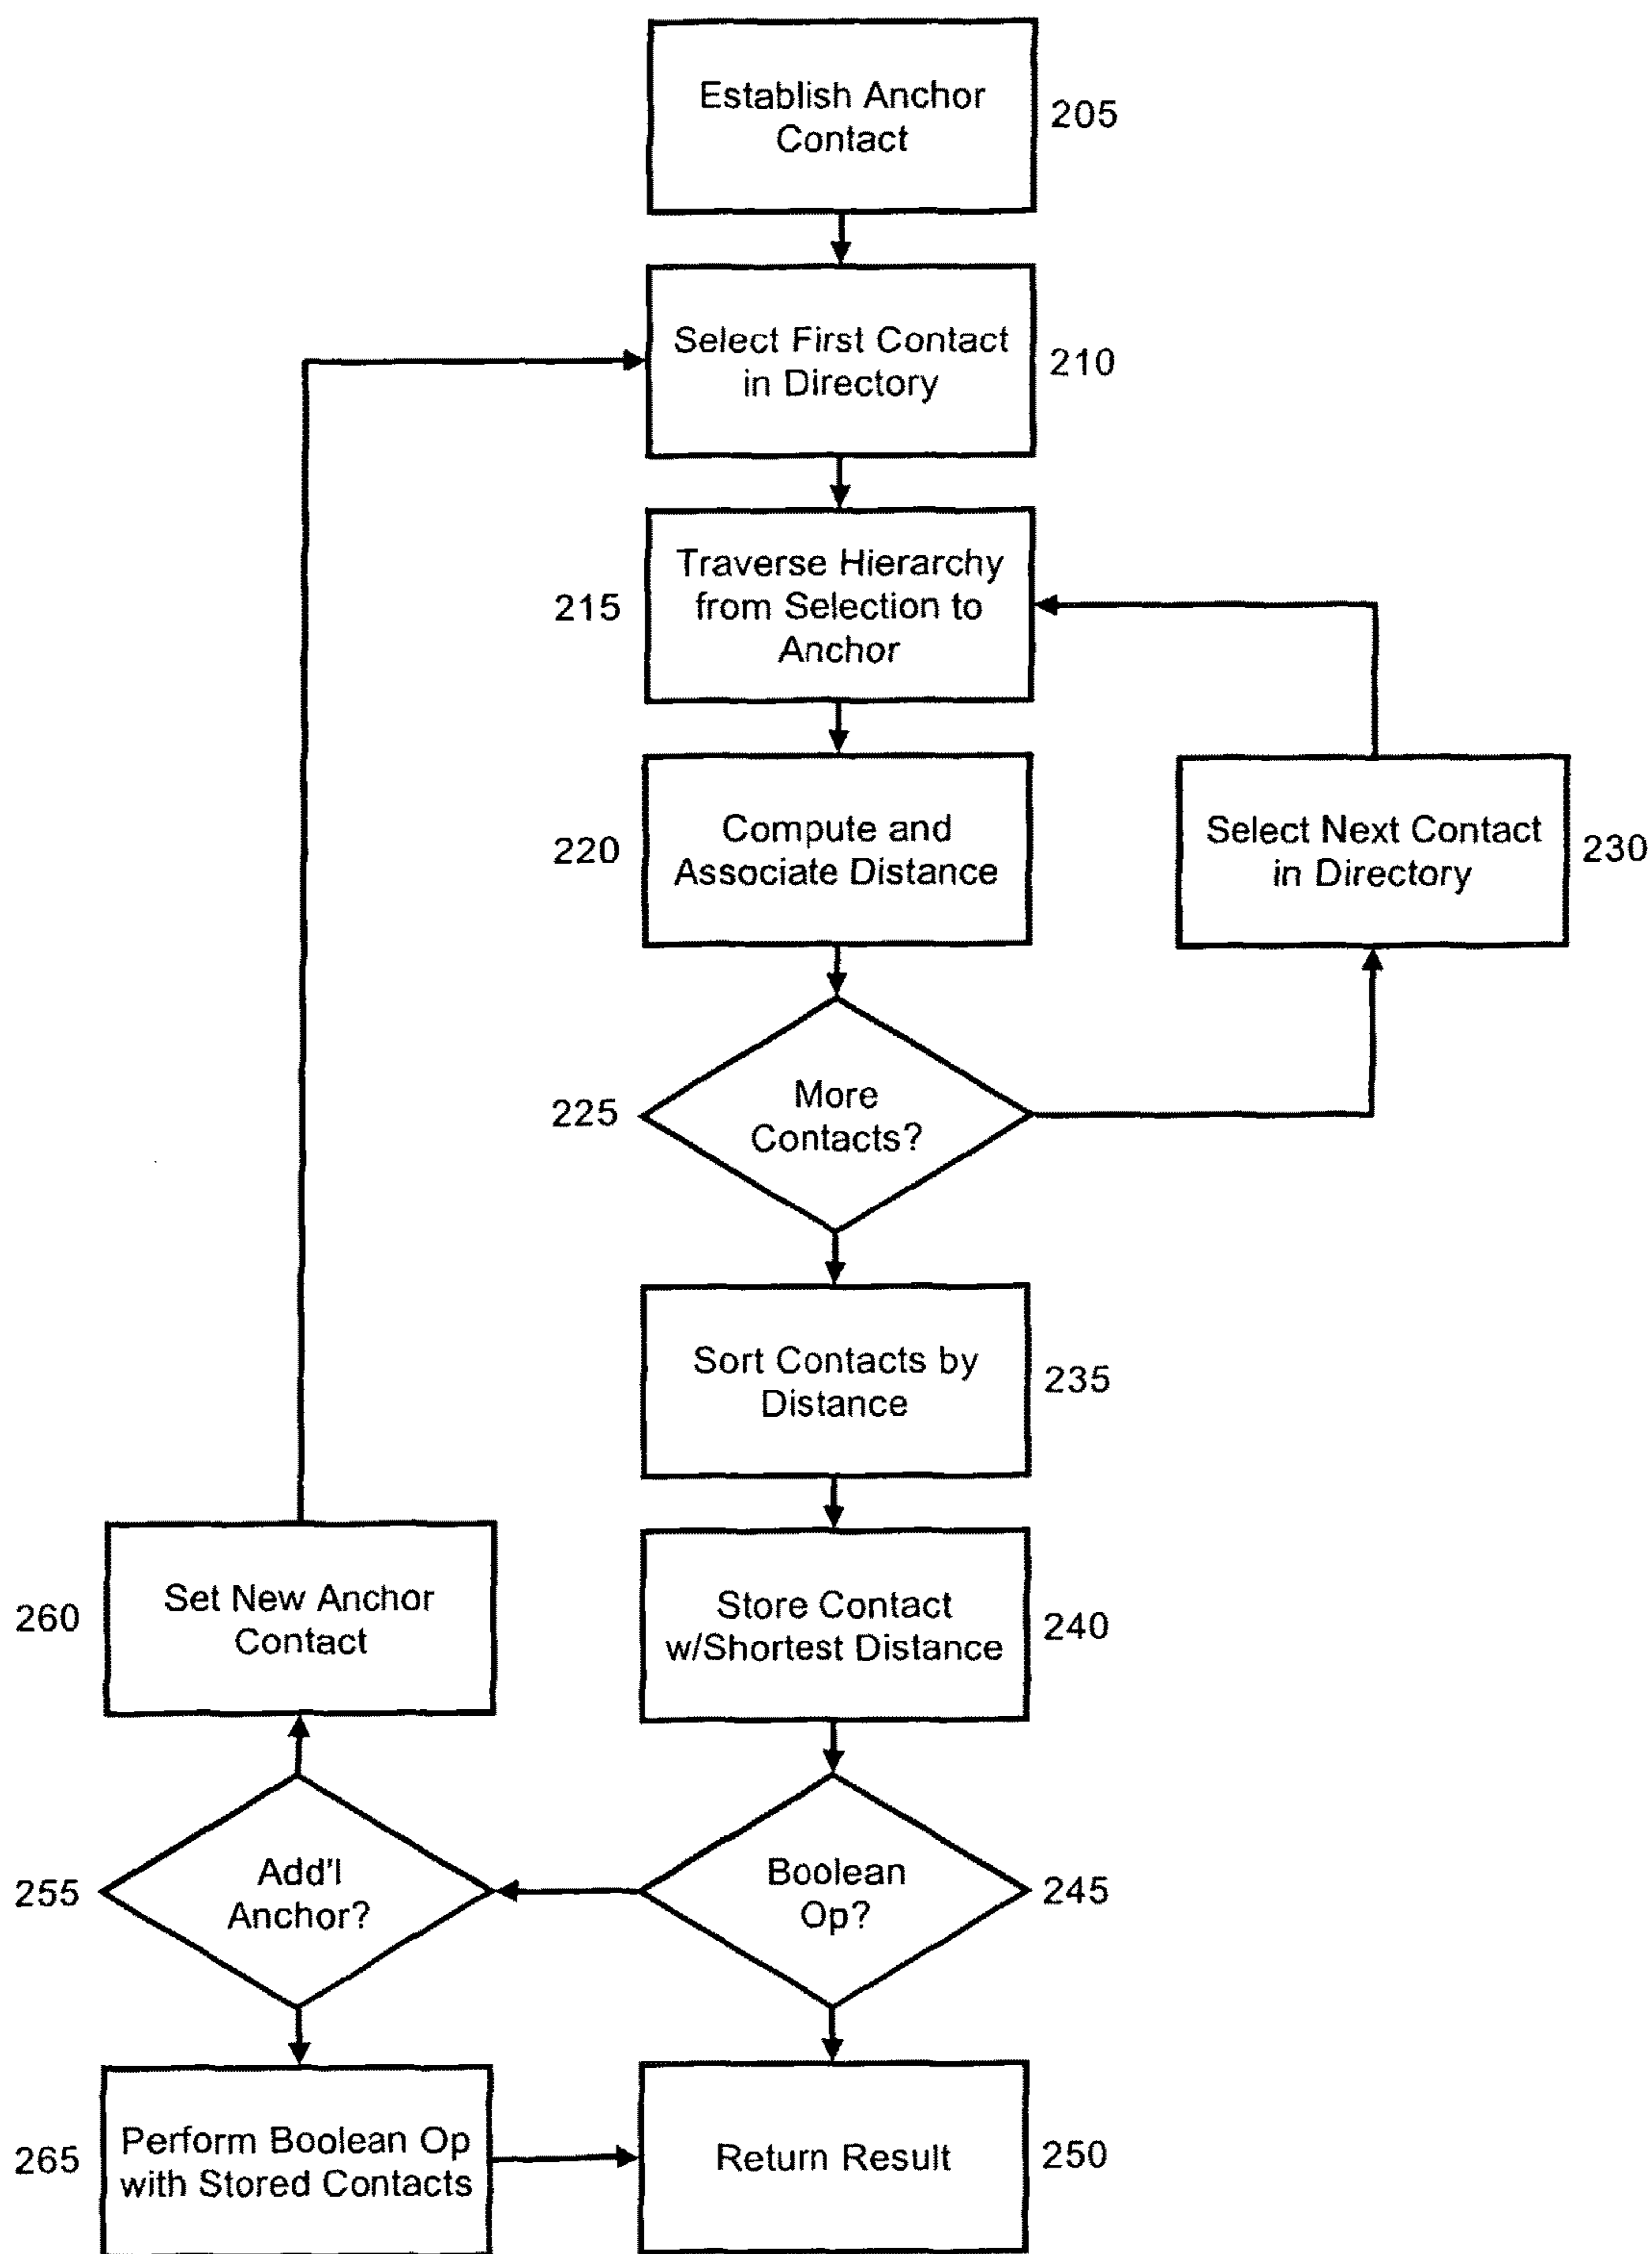 Establish Anchor
Contact
205
Select First Contact
in Directory
210
Traverse Hierarchy
from Selection to
Anchor
215
Compute and
Associate Distance
220
Select Next Contact
in Directory
230
More
Contacts?
225
Sort Contacts by
Distance
235
Store Contact
w/Shortest Distance
240
Set New Anchor
Contact
260
Boolean
Op?
245
Add'l
Anchor?
255
Perform Boolean Op
with Stored Contacts
265
Return Result
250